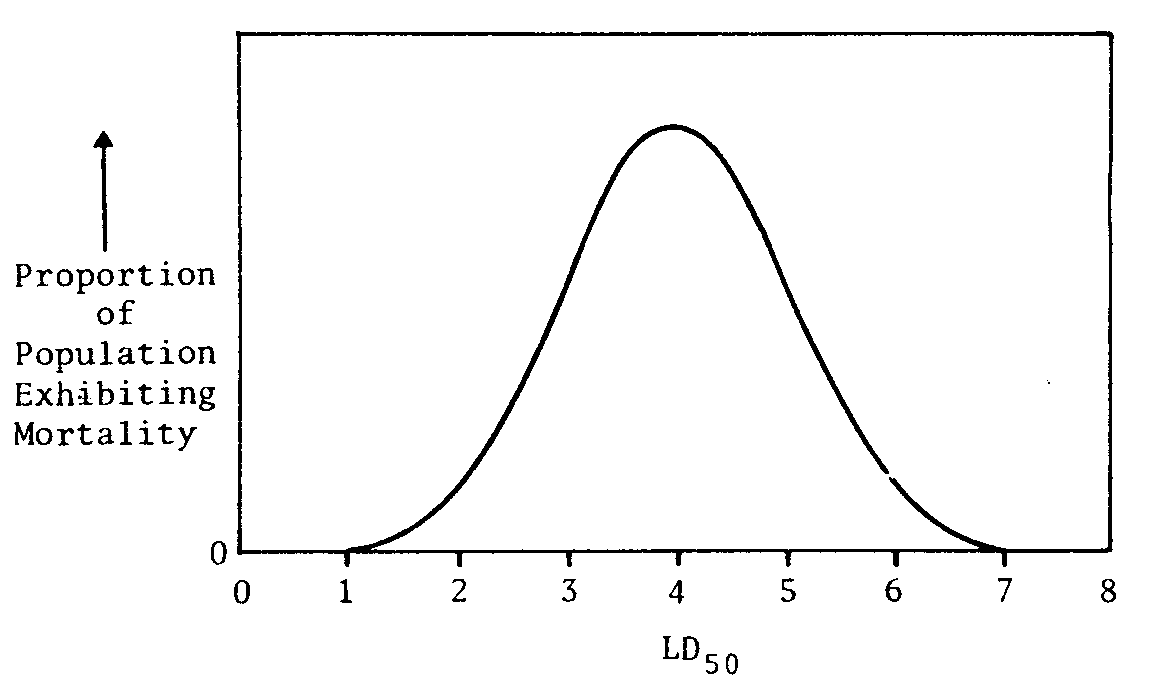 Proportion
of
Population
Exhibiting
Mortality
0
0 1 2 3 4 5 6 7 8
LD50